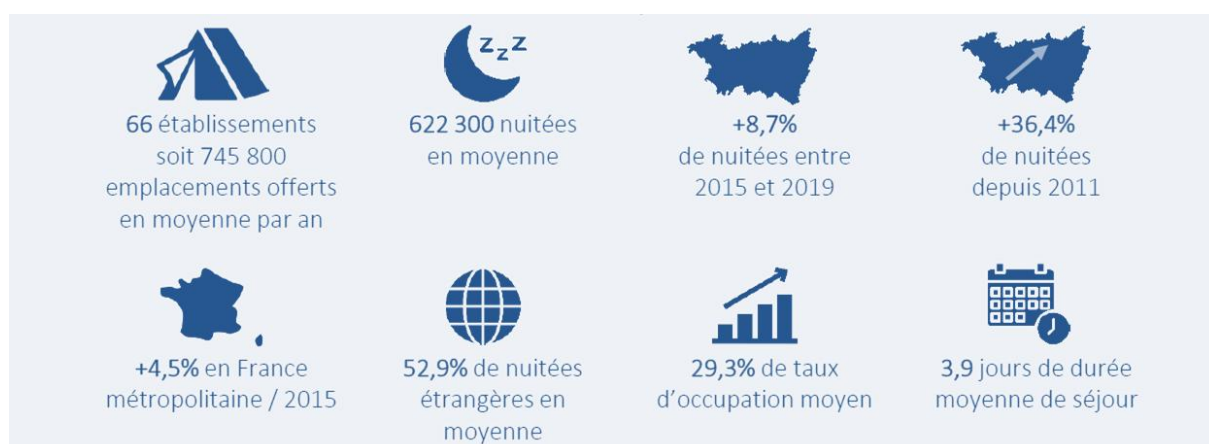 zzz
66 établissements
soit 745 800
emplacements offerts
en moyenne par an
622 300 nuitées
en moyenne
+8,7%
de nuitées entre
2015 et 2019
+36,4%
de nuitées
depuis 2011
+4,5% en France
métropolitaine / 2015
52,9% de nuitées
étrangères en
moyenne
29,3% de taux
d’occupation moyen
3,9 jours de durée
moyenne de séjour